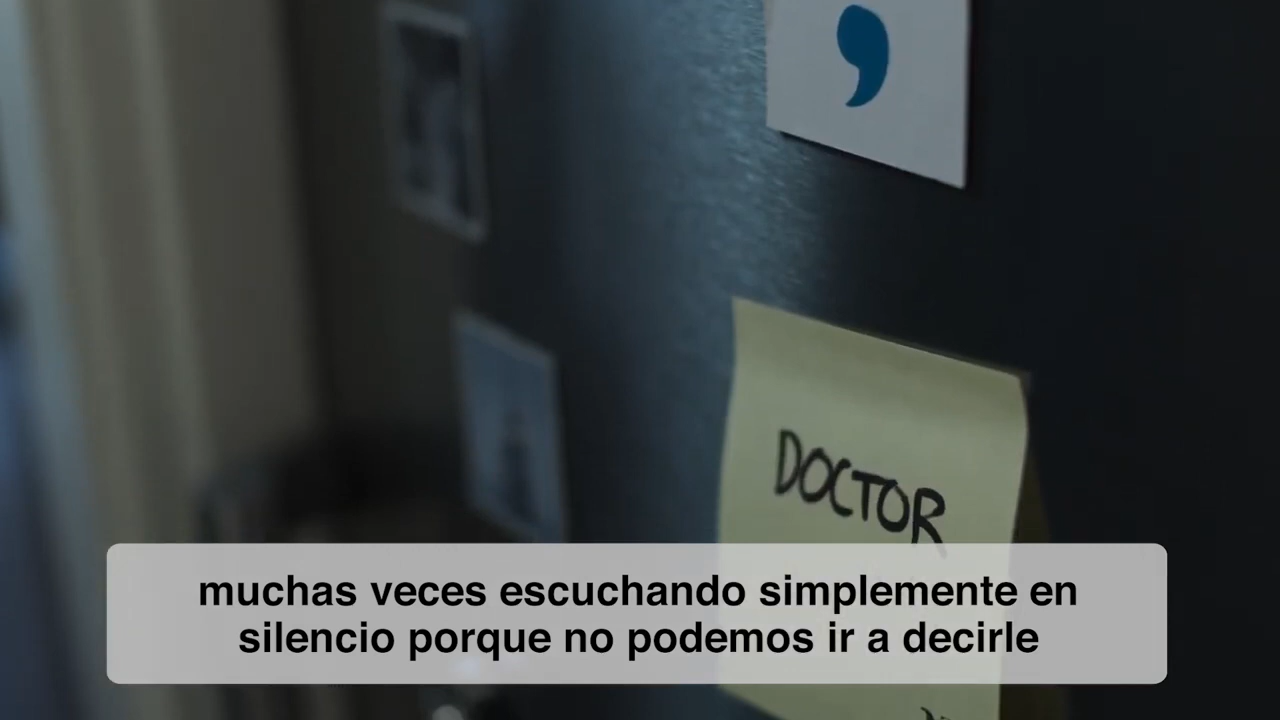 ,
DOCTOR
muchas veces escuchando simplemente en
silencio porque no podemos ir a decirle